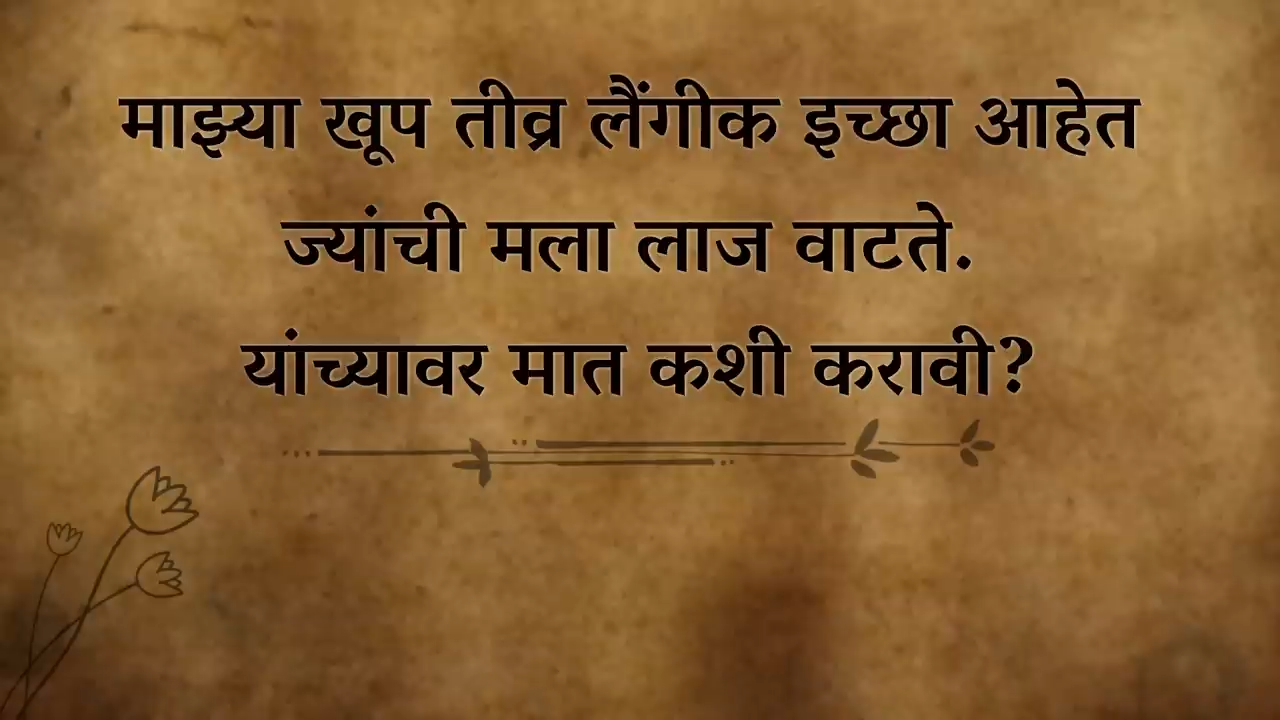 माझ्या खूप तीव्र लैंगीक इच्छा आहेत
ज्यांची मला लाज वाटते.
यांच्यावर मात कशी करावी?